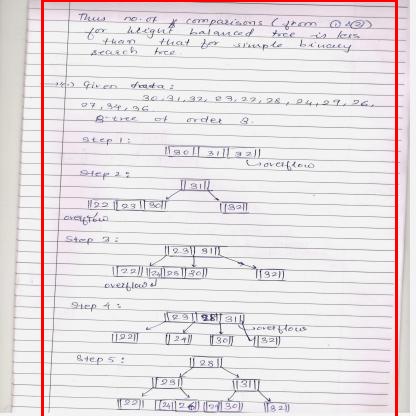 Thus no. of comparisons (from ① & ②)
for height balanced tree is less
than that for simple binary
search tree.
Given data:
30, 31, 32, 23, 22, 28, 24, 29, 26,
27, 34, 36
B-tree of order 3.
Step 1:
30 31 32
overflow
Step 2:
31
22 23 30 32
overflow
Step 3:
23 31
22 24 28 30 32
overflow
Step 4:
23 28 31
overflow
22 24 30 32
Step 5:
28
23 31
22 24 26 29 30 32